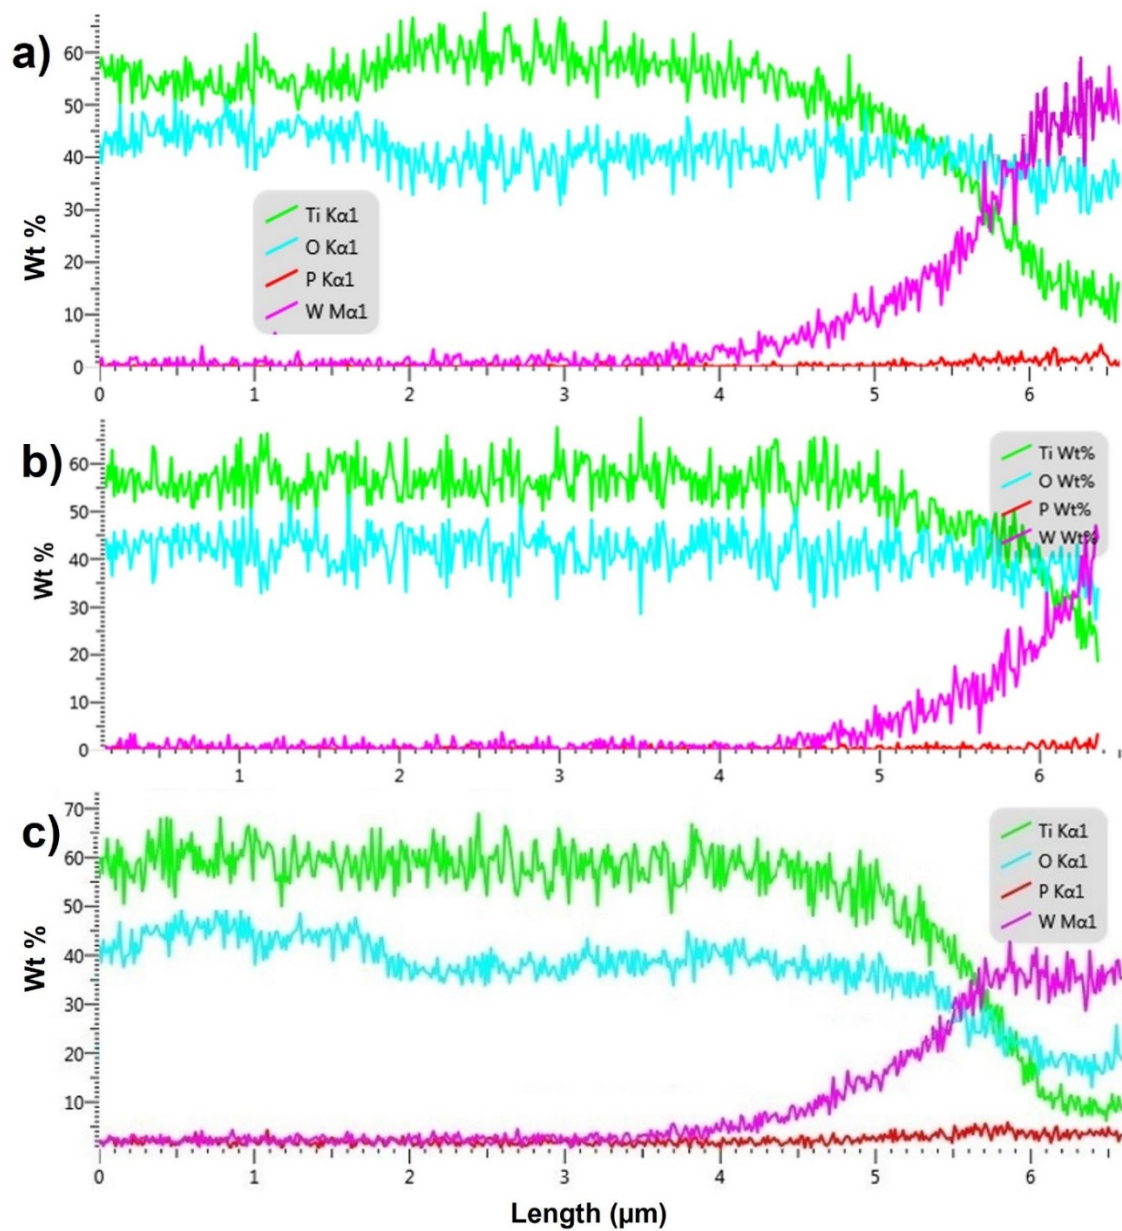 a)
60
50
40
30
20
10
0
Wt %
Ti Kα1
O Kα1
P Kα1
W Mα1
0 1 2 3 4 5 6
b)
60
50
40
30
20
10
0
Wt %
Ti Wt%
O Wt%
P Wt%
W Wt%
1 2 3 4 5 6
c)
70
60
50
40
30
20
10
Wt %
Ti Kα1
O Kα1
P Kα1
W Mα1
0 1 2 3 4 5 6
Length (µm)